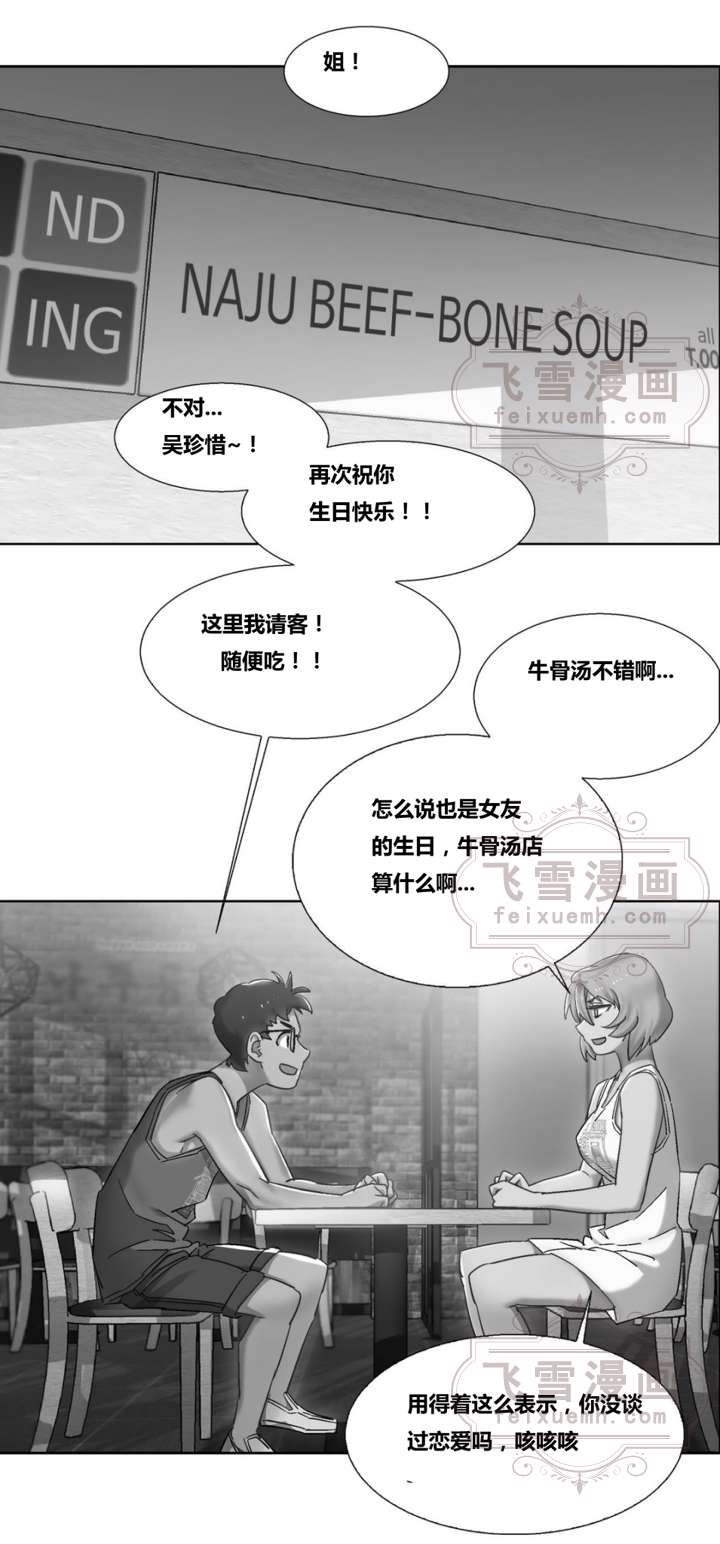 姐！
ND
ING
NAJU BEEF-BONE SOUP
all
T.00
飞雪漫画
feixuemh.com
不对...
吴珍惜~！
再次祝你
生日快乐！！
这里我请客！
随便吃！！
牛骨汤不错啊...
怎么说也是女友
的生日，牛骨汤店
算什么啊...
飞雪漫画
feixuemh.com
用得着这么表示，你没谈
过恋爱吗，咳咳咳
-
飞雪漫画
feixuemh.com